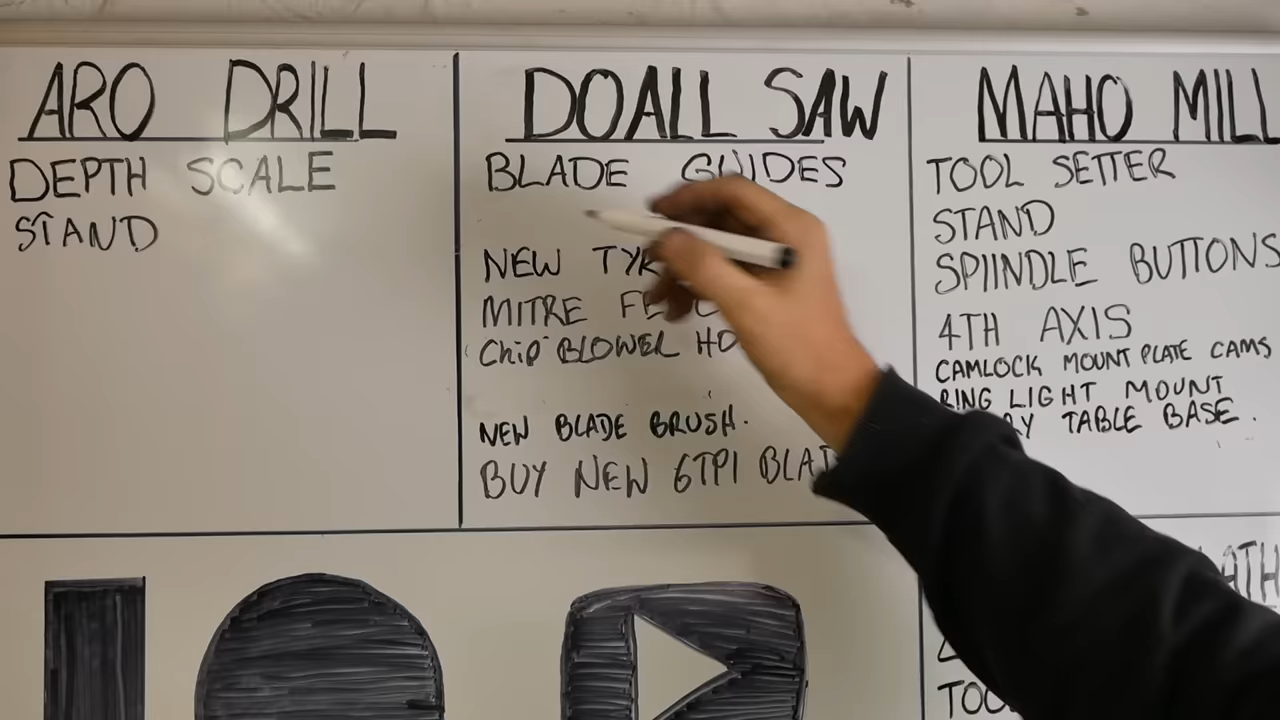 ARO DRILL
DEPTH SCALE
STAND
DOALL SAW
BLADE GUIDES
NEW
MITRE
Chip BLOWER
NEW BLADE BRUSH.
BUY NEW 6TPI
MAHO MILL
TOOL SETTER
STAND
SPIINDLE BUTTONS
4TH AXIS
CAMLOCK MOUNT PLATE CAMS
RING LIGHT MOUNT
TABLE BASE.